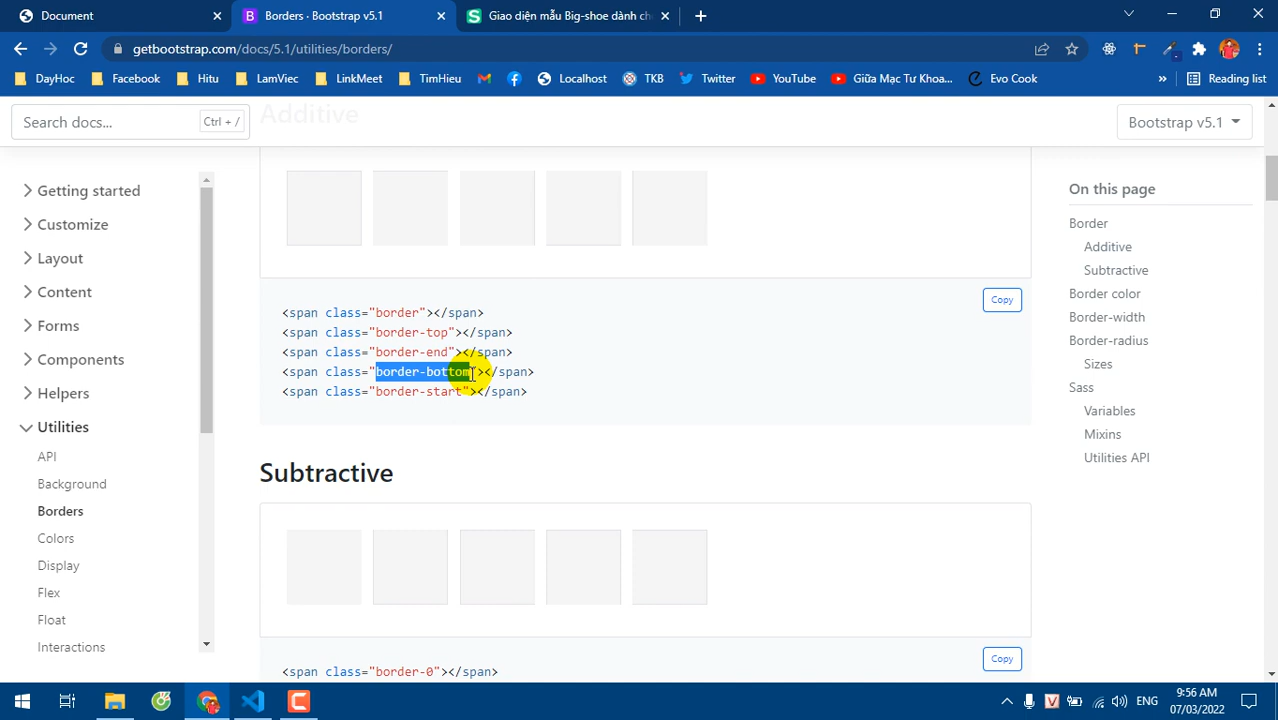 Document
Borders · Bootstrap v5.1
Giao diện mẫu Big-shoe dành ch
getbootstrap.com/docs/5.1/utilities/borders/
DayHoc
Facebook
Hitu
LamViec
LinkMeet
TimHieu
Localhost
TKB
Twitter
YouTube
Giữa Mạc Tư Khoa...
Evo Cook
»
Reading list
Search docs...
Ctrl + /
Additive
Bootstrap v5.1
Getting started
Customize
Layout
Content
Forms
Components
Helpers
Utilities
API
Background
Borders
Colors
Display
Flex
Float
Interactions
Copy
<span class="border"></span>
<span class="border-top"></span>
<span class="border-end"></span>
<span class="border-bottom"></span>
<span class="border-start"></span>
Subtractive
Copy
<span class="border-0"></span>
On this page
Border
Additive
Subtractive
Border color
Border-width
Border-radius
Sizes
Sass
Variables
Mixins
Utilities API
ENG
9:56 AM
07/03/2022